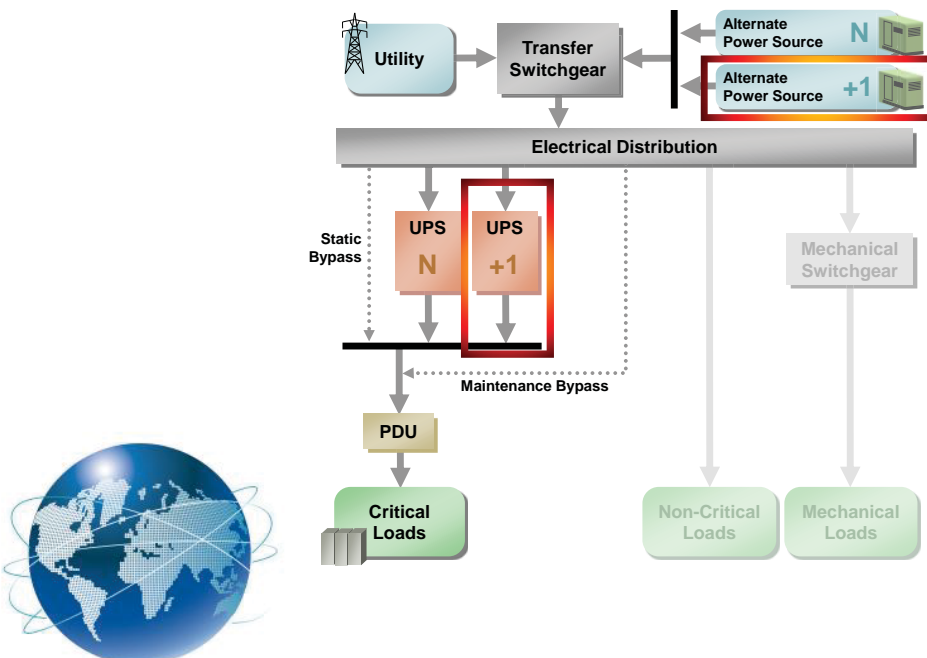 Utility
Transfer
Switchgear
Alternate
Power Source
N
Alternate
Power Source
+1
Electrical Distribution
Static
Bypass
UPS
N
UPS
+1
Mechanical
Switchgear
Maintenance Bypass
PDU
Critical
Loads
Non-Critical
Loads
Mechanical
Loads